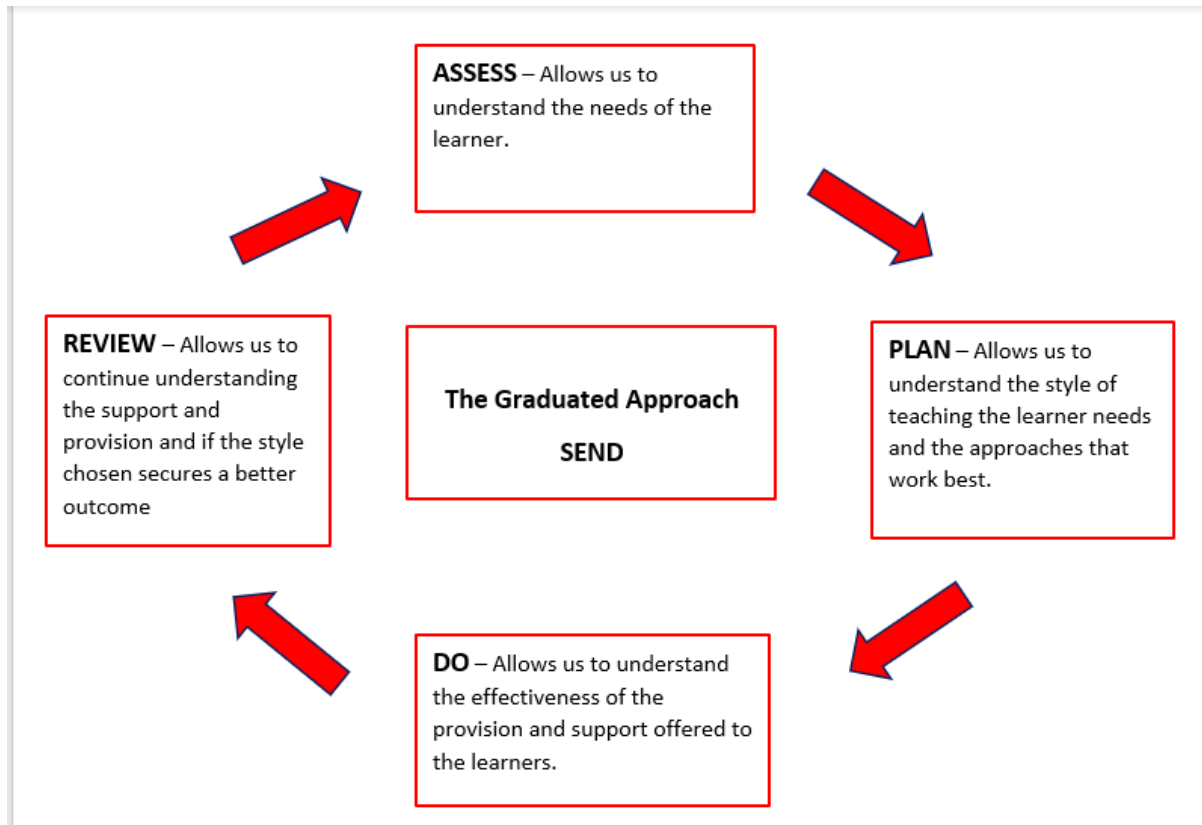 ASSESS – Allows us to
understand the needs of the
learner.
PLAN – Allows us to
understand the style of
teaching the learner needs
and the approaches that
work best.
DO – Allows us to understand
the effectiveness of the
provision and support offered to
the learners.
REVIEW – Allows us to
continue understanding
the support and
provision and if the style
chosen secures a better
outcome
The Graduated Approach
SEND